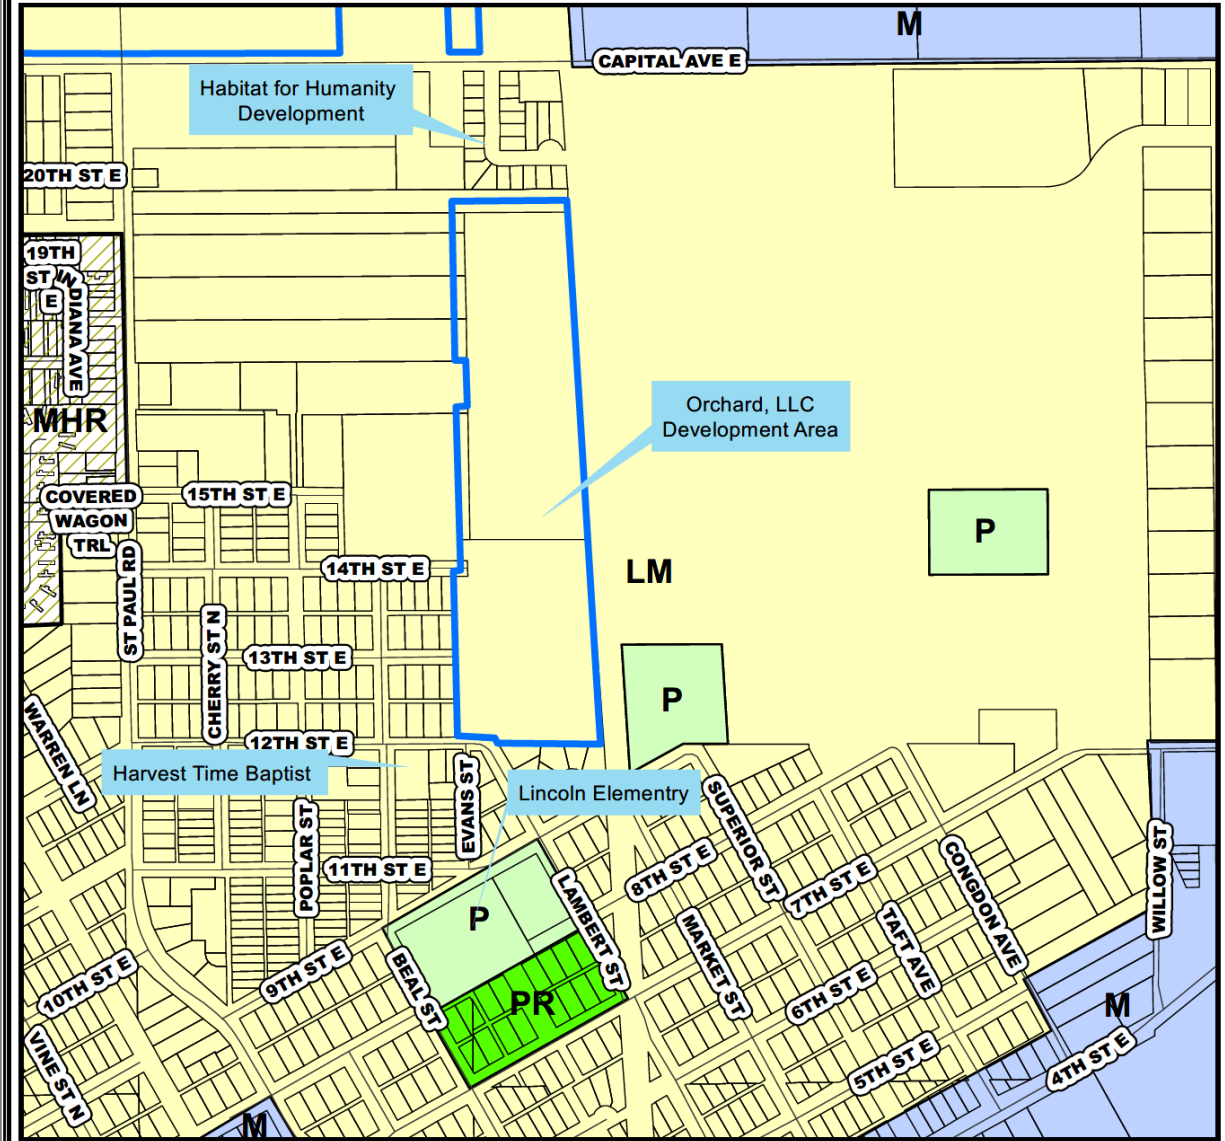 M
CAPITAL AVE E
Habitat for Humanity
Development
20TH ST E
19TH
ST
E
INDIANA AVE
MHR
Orchard, LLC
Development Area
COVERED
WAGON
TRL
15TH ST E
P
ST PAUL RD
14TH ST E
LM
CHERRY ST N
13TH ST E
P
WARREN LN
12TH ST E
Harvest Time Baptist
EVANS ST
Lincoln Elementry
SUPERIOR ST
POPLAR ST
11TH ST E
8TH ST E
7TH ST E
CONGDON AVE
WILLOW ST
P
LAMBERT ST
MARKET ST
TAFT AVE
10TH ST E
9TH ST E
BEAL ST
PR
6TH ST E
M
VINE ST N
5TH ST E
4TH ST E
M